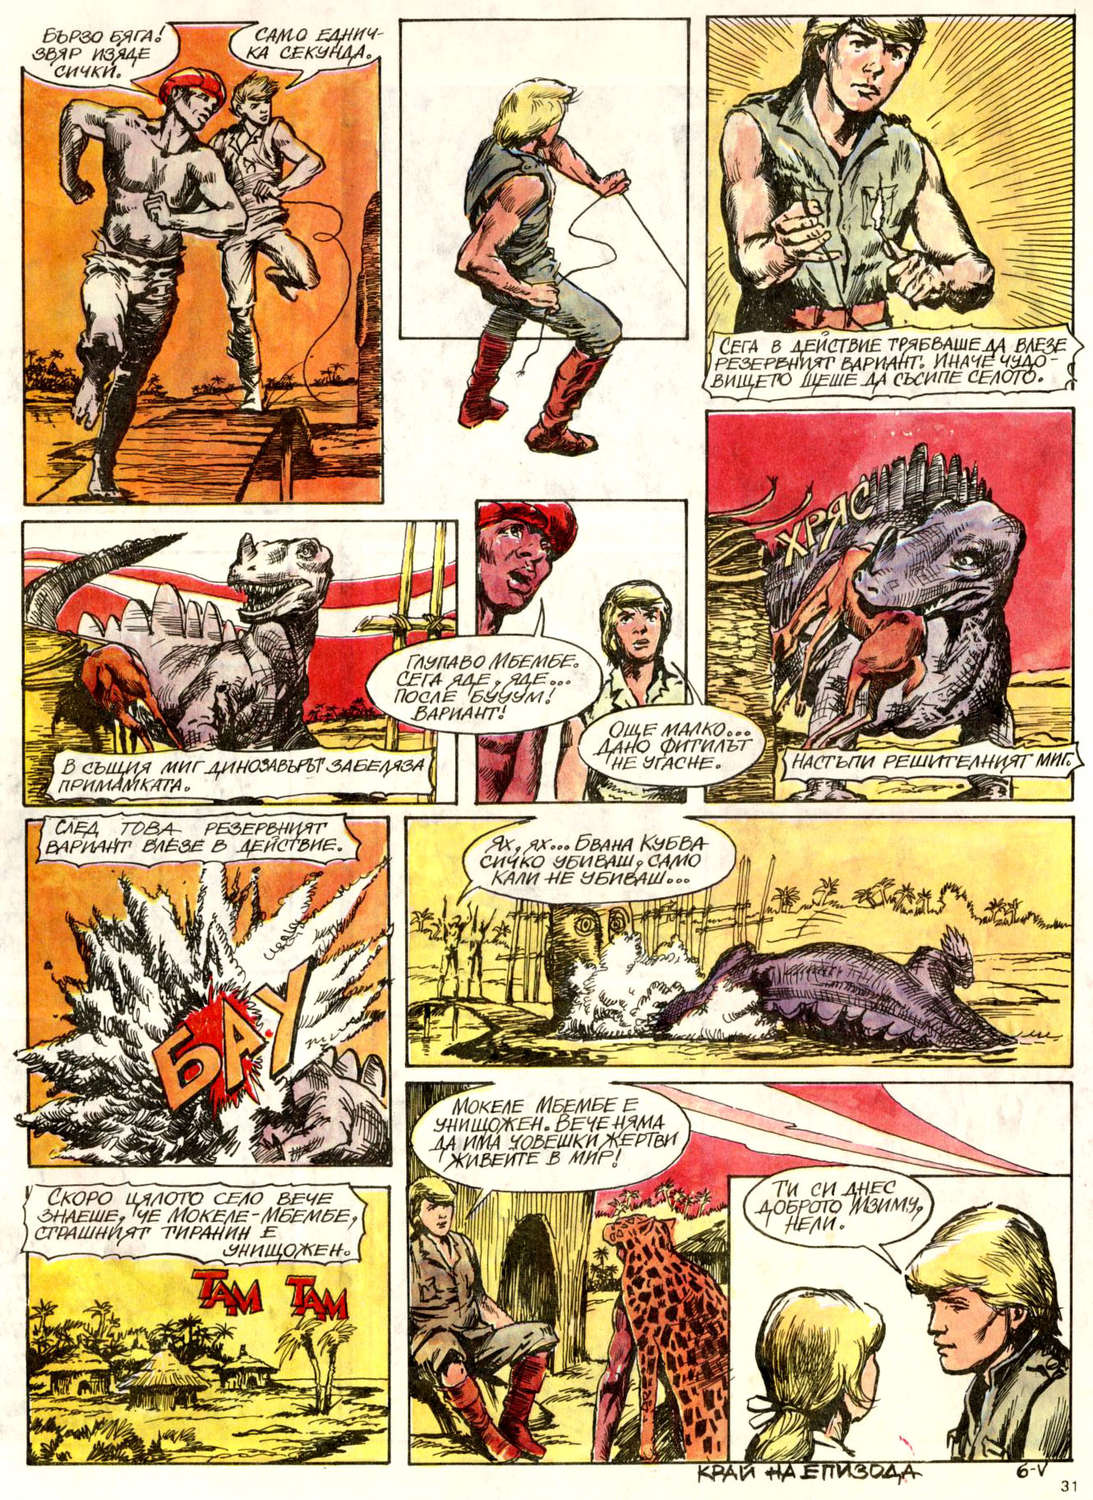 БЪРЗО БЯГА!
ЗВЯР ИЗЯДЕ
СИЧКИ.
САМО ЕДНИЧ-
КА СЕКУНДА.
СЕГА В ДЕЙСТВИЕ ТРЯБВАШЕ ДА ВЛЕЗЕ
РЕЗЕРВНИЯТ ВАРИАНТ. ИНАЧЕ ЧУДО-
ВИЩЕТО ЩЕШЕ ДА СЪСИПЕ СЕЛОТО.
В СЪЩИЯ МИГ ДИНОЗАВЪРЪТ ЗАБЕЛЯЗА
ПРИМАМКАТА.
ГЛУПАВО МБЕМБЕ.
СЕГА ЯДЕ, ЯДЕ...
ПОСЛЕ БУУУМ!
ВАРИАНТ!
ОЩЕ МАЛКО...
ДАНО ФИТИЛЪТ
НЕ УГАСНЕ.
ХРЯС
НАСТЪПИ РЕШИТЕЛНИЯТ МИГ.
СЛЕД ТОВА РЕЗЕРВНИЯТ
ВАРИАНТ ВЛЕЗЕ В ДЕЙСТВИЕ.
БАУ
ЯХ, ЯХ... БВАНА КУБВА
СИЧКО УБИВАШ, САМО
КАЛИ НЕ УБИВАШ...
СКОРО ЦЯЛОТО СЕЛО ВЕЧЕ
ЗНАЕШЕ, ЧЕ МОКЕЛЕ-МБЕМБЕ,
СТРАШНИЯТ ТИРАНИН Е
УНИЩОЖЕН.
ТАМ ТАМ
МОКЕЛЕ МБЕМБЕ Е
УНИЩОЖЕН. ВЕЧЕ НЯМА
ДА ИМА ЧОВЕШКИ ЖЕРТВИ
ЖИВЕЙТЕ В МИР!
ТИ СИ ДНЕС
ДОБРОТО МЗИМУ,
НЕЛИ.
КРАЙ НА ЕПИЗОДА
6-V
31